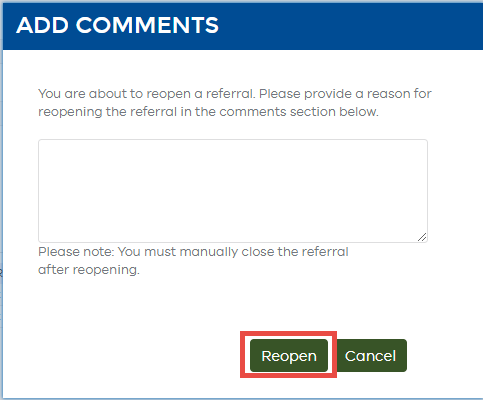 ADD COMMENTS
You are about to reopen a referral. Please provide a reason for
reopening the referral in the comments section below.
Please note: You must manually close the referral
after reopening.
Reopen Cancel